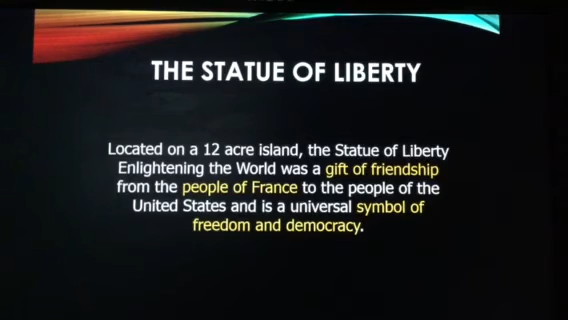 THE STATUE OF LIBERTY
Located on a 12 acre island, the Statue of Liberty
Enlightening the World was a gift of friendship
from the people of France to the people of the
United States and is a universal symbol of
freedom and democracy.